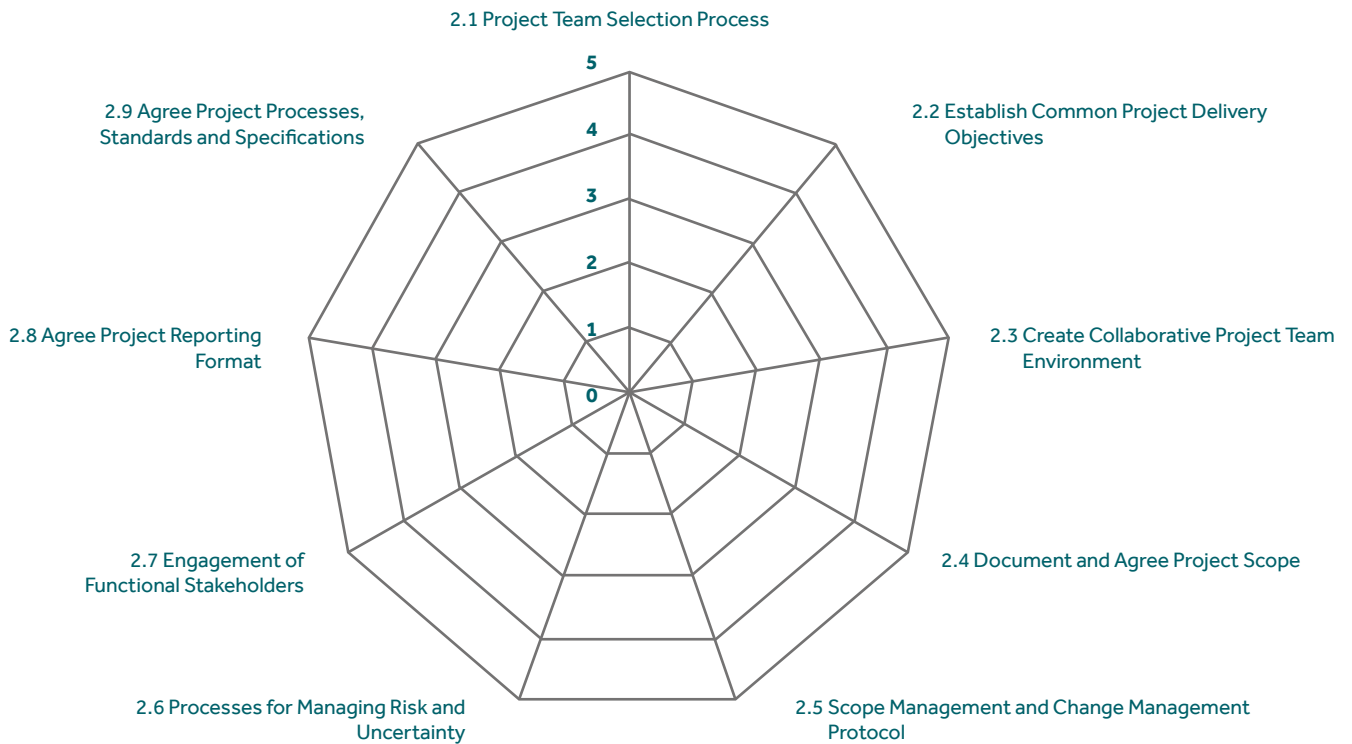 2.1 Project Team Selection Process
5
4
3
2
1
0
2.2 Establish Common Project Delivery
Objectives
2.3 Create Collaborative Project Team
Environment
2.4 Document and Agree Project Scope
2.5 Scope Management and Change Management
Protocol
2.6 Processes for Managing Risk and
Uncertainty
2.7 Engagement of
Functional Stakeholders
2.8 Agree Project Reporting
Format
2.9 Agree Project Processes,
Standards and Specifications